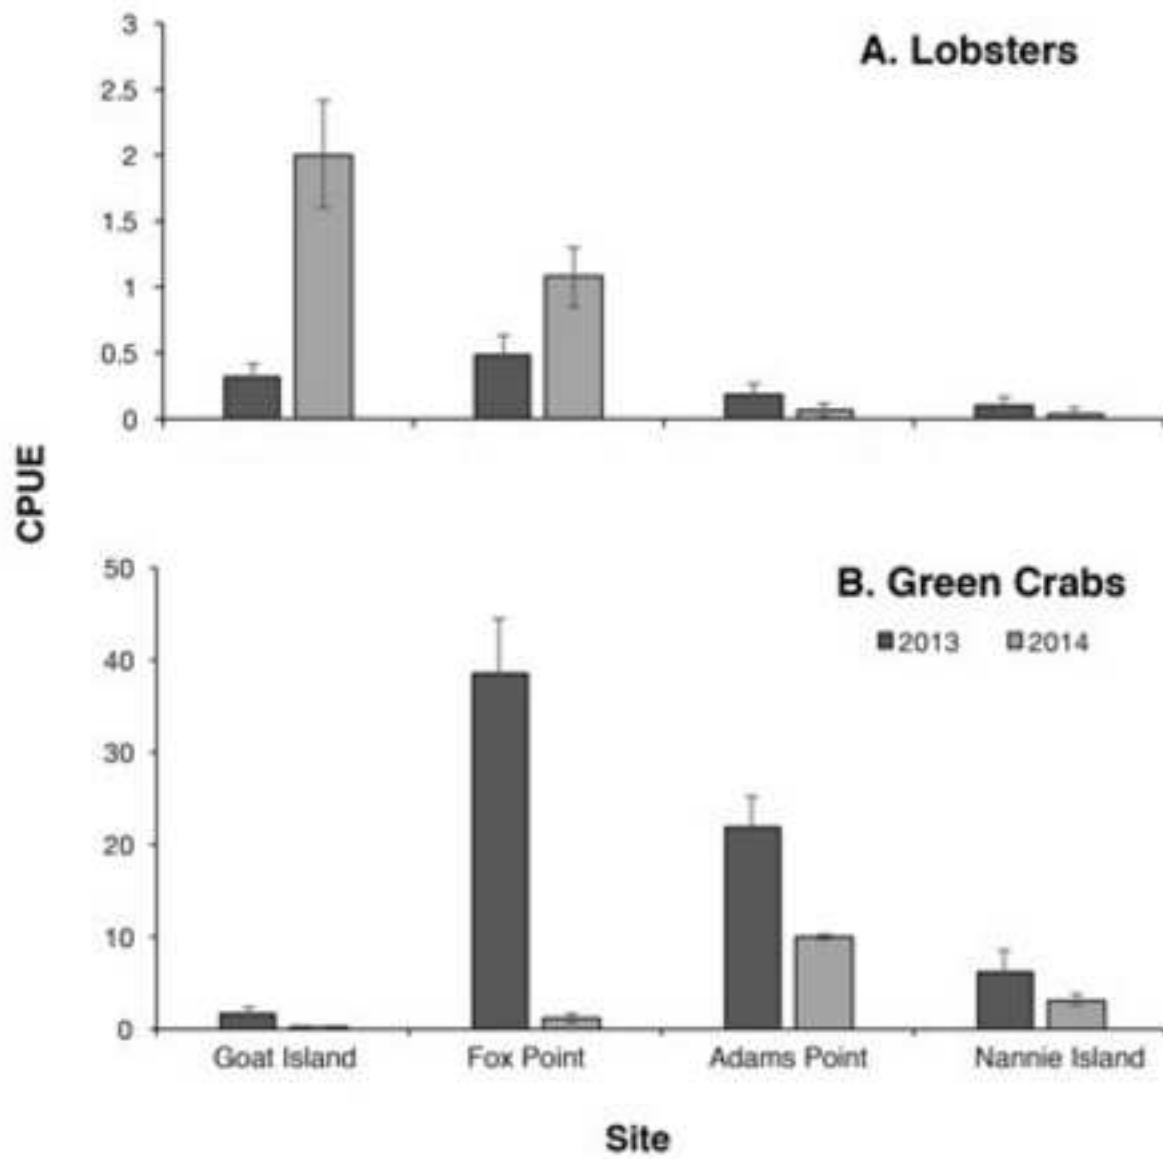 3
A. Lobsters
2.5
2
1.5
1
0.5
0
CPUE
50
B. Green Crabs
2013 2014
40
30
20
10
0
Goat Island Fox Point Adams Point Nannie Island
Site